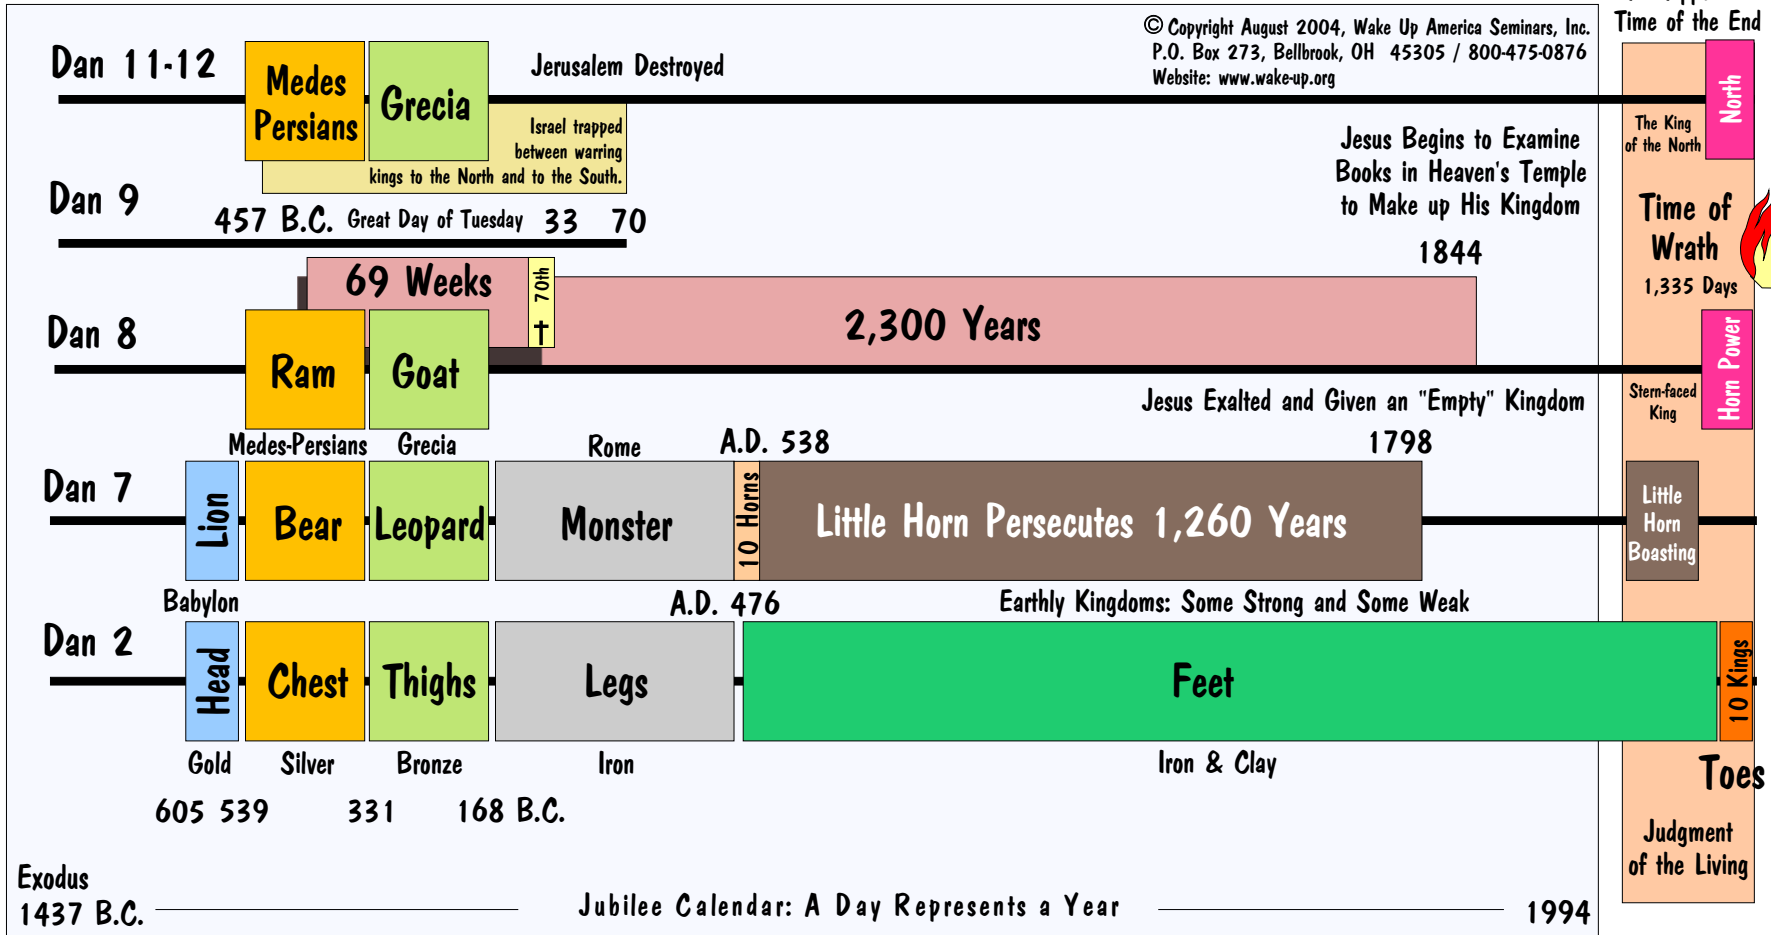 © Copyright August 2004, Wake Up America Seminars, Inc.
P.O. Box 273, Bellbrook, OH 45305 / 800-475-0876
Website: www.wake-up.org
Time of the End
Dan 11-12
Medes
Persians
Grecia
Jerusalem Destroyed
Israel trapped
between warring
kings to the North and to the South.
The King
of the North
North
Jesus Begins to Examine
Books in Heaven's Temple
to Make up His Kingdom
1844
Dan 9
457 B.C.
Great Day of Tuesday
33
70
Time of
Wrath
1,335 Days
69 Weeks
70th
2,300 Years
Dan 8
Ram
Goat
Stern-faced
King
Horn Power
Jesus Exalted and Given an "Empty" Kingdom
1798
Medes-Persians
Grecia
Rome
A.D. 538
Dan 7
Lion
Bear
Leopard
Monster
10 Horns
Little Horn Persecutes 1,260 Years
Little
Horn
Boasting
Babylon
A.D. 476
Earthly Kingdoms: Some Strong and Some Weak
Dan 2
Head
Chest
Thighs
Legs
Feet
10 Kings
Gold
Silver
Bronze
Iron
Iron & Clay
Toes
605 539
331
168 B.C.
Judgment
of the Living
Exodus
1437 B.C.
Jubilee Calendar: A Day Represents a Year
1994